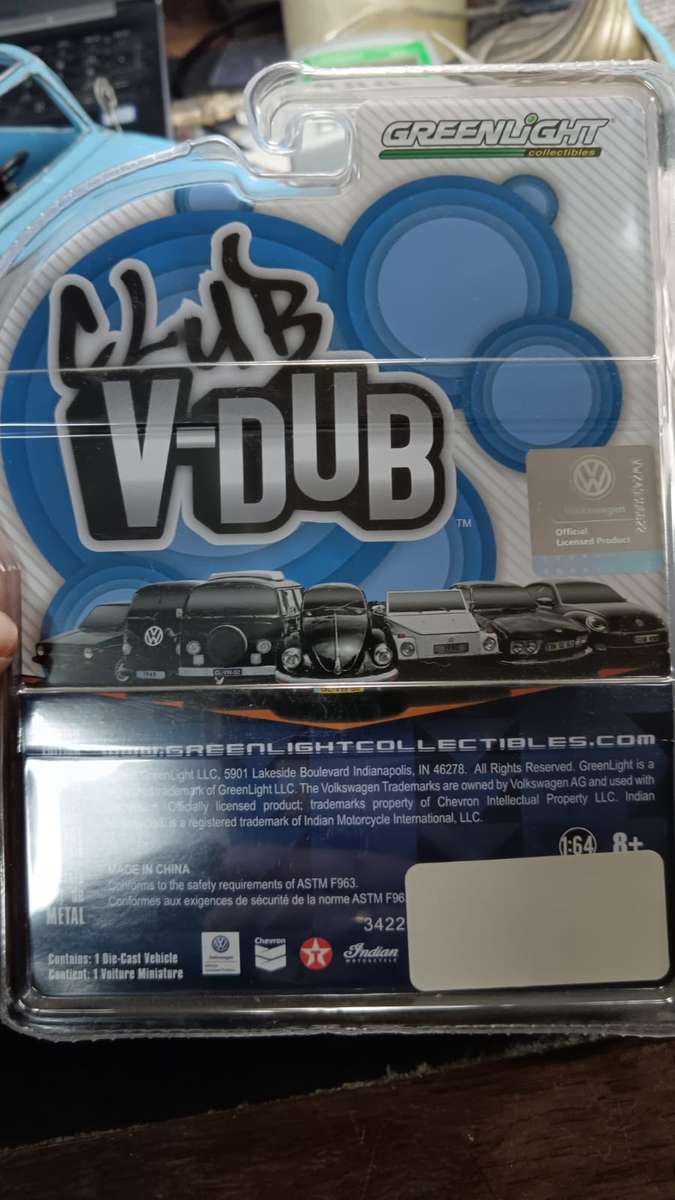 GREENLIGHT
collectibles
CLUB
V-DUB
TM
Volkswagen
Official
Licensed Product
WWW.GREENLIGHTCOLLECTIBLES.COM
GreenLight LLC, 5901 Lakeside Boulevard Indianapolis, IN 46278. All Rights Reserved. GreenLight is a
trademark of GreenLight LLC. The Volkswagen Trademarks are owned by Volkswagen AG and used with
Officially licensed product; trademarks property of Chevron Intellectual Property LLC. Indian
is a registered trademark of Indian Motorcycle International, LLC.
1:64 8+
MADE IN CHINA
Conforms to the safety requirements of ASTM F963.
Conformes aux exigences de sécurité de la norme ASTM F96
METAL
3422
Contains: 1 Die-Cast Vehicle
Contient: 1 Voiture Miniature
Volkswagen
Chevron
Indian
MOTORCYCLE